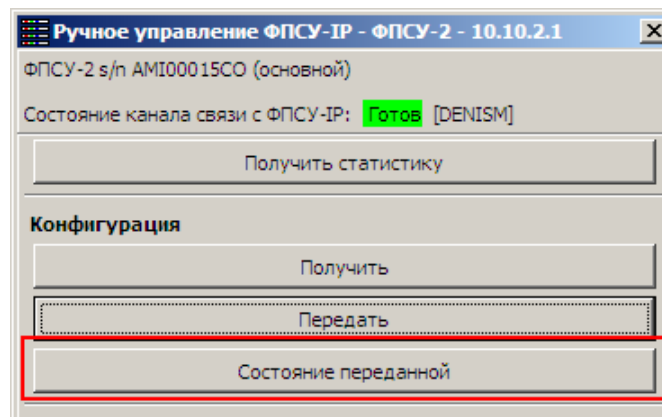 Ручное управление ФПСУ-IP - ФПСУ-2 - 10.10.2.1
ФПСУ-2 s/n AMI00015CO (основной)
Состояние канала связи с ФПСУ-IP: Готов [DENISM]
Получить статистику
Конфигурация
Получить
Передать
Состояние переданной